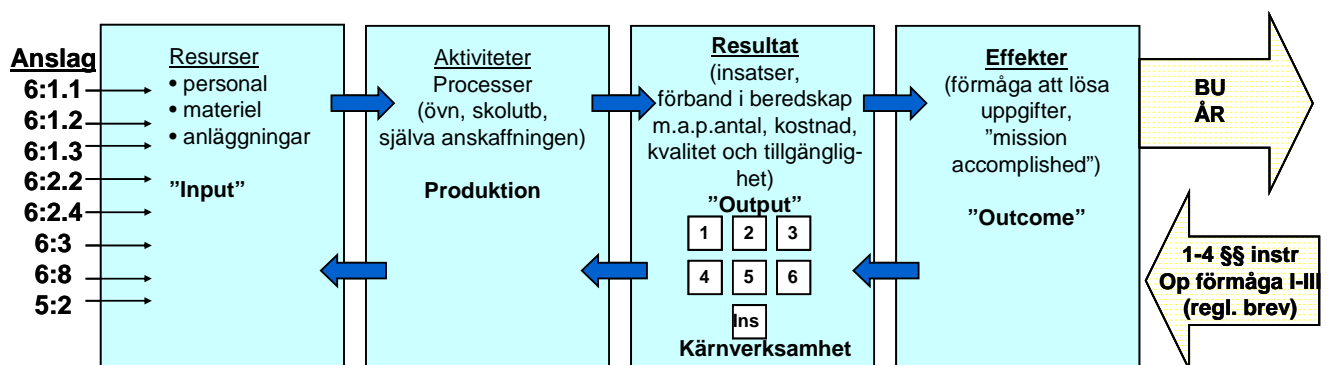 Anslag
6:1.1
6:1.2
6:1.3
6:2.2
6:2.4
6:3
6:8
5:2
Resurser
• personal
• materiel
• anläggningar
”Input”
Aktiviteter
Processer
(övn, skolutb,
själva anskaffningen)
Produktion
Resultat
(insatser,
förband i beredskap
m.a.p.antal, kostnad,
kvalitet och tillgänglig-
het)
”Output”
1 2 3
4 5 6
Ins
Kärnverksamhet
Effekter
(förmåga att lösa
uppgifter,
”mission
accomplished”)
”Outcome”
BU
ÅR
1-4 §§ instr
Op förmåga I-III
(regl. brev)